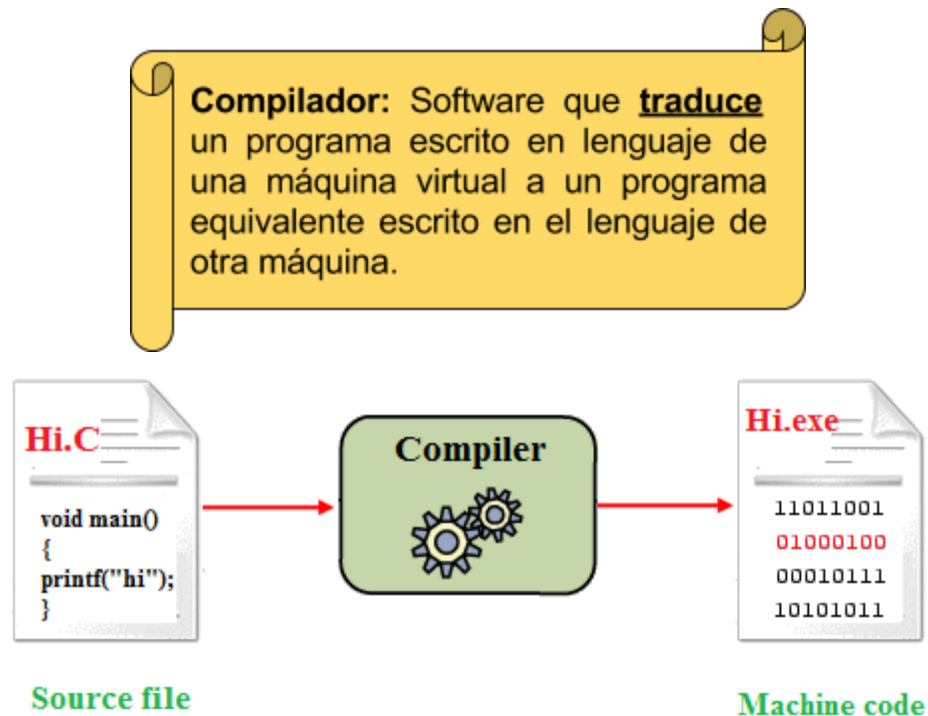 Compilador: Software que traduce
un programa escrito en lenguaje de
una máquina virtual a un programa
equivalente escrito en el lenguaje de
otra máquina.
Hi.C
void main()
{
printf("hi");
}
Source file
Compiler
Hi.exe
11011001
01000100
00010111
10101011
Machine code